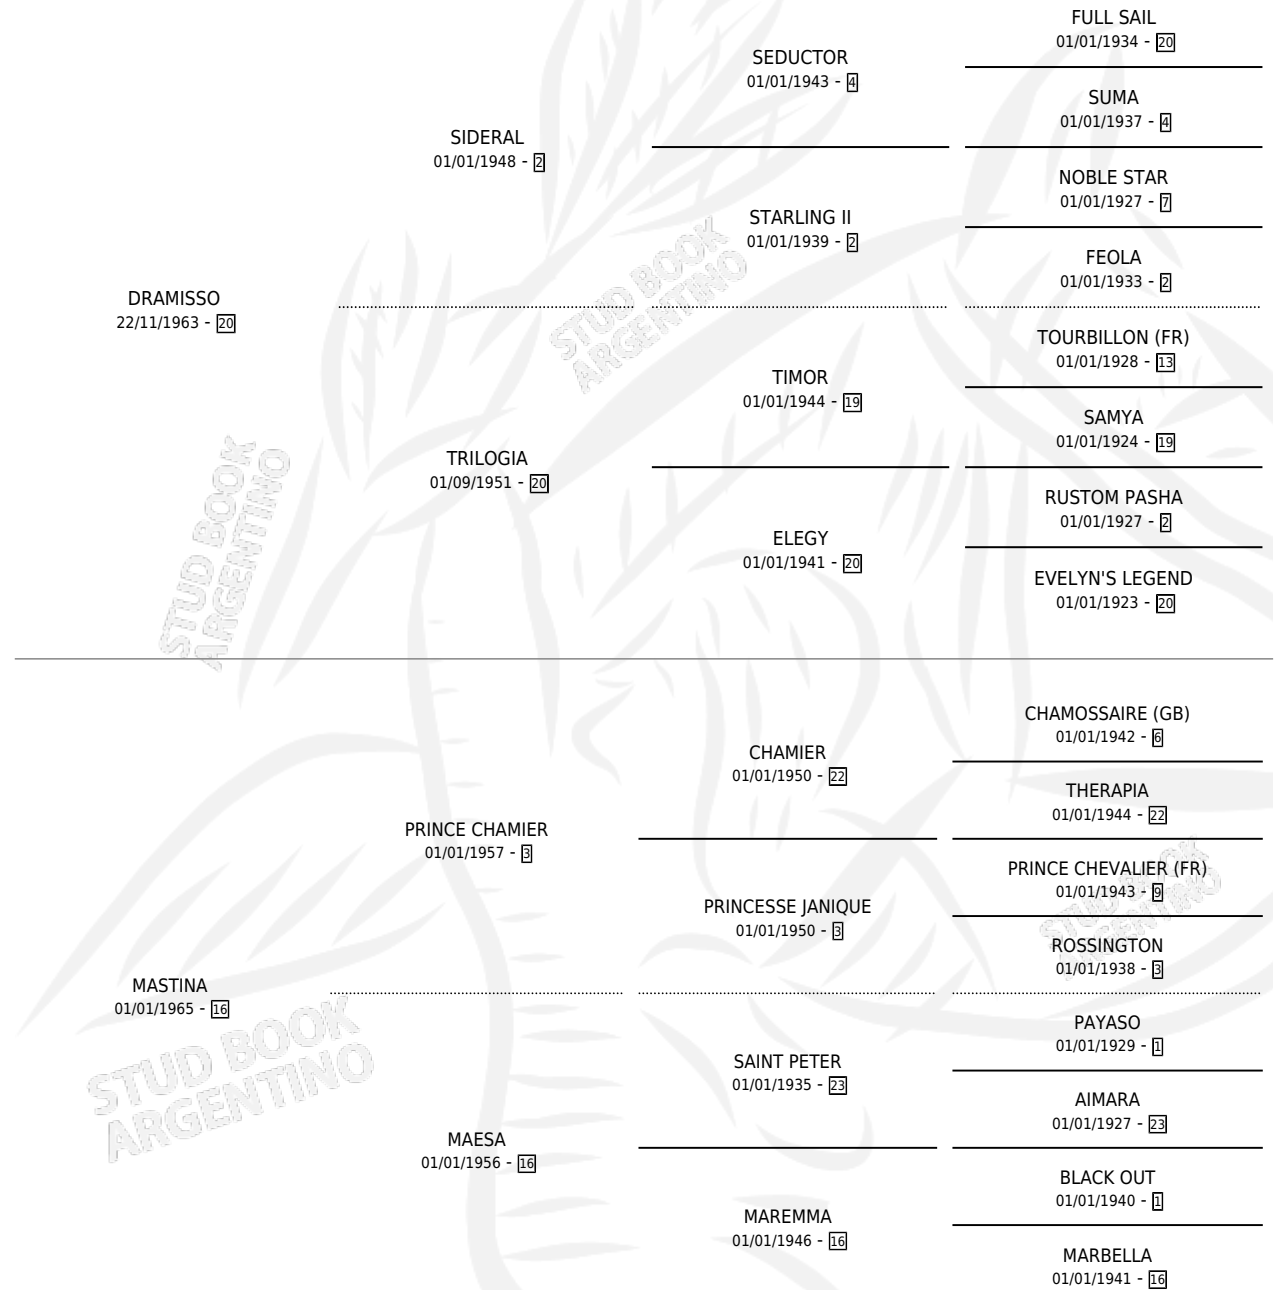 FULL SAIL
01/01/1934 - 20
SEDUCTOR
01/01/1943 - 4
SUMA
01/01/1937 - 4
SIDERAL
01/01/1948 - 2
NOBLE STAR
01/01/1927 - 7
STARLING II
01/01/1939 - 2
FEOLA
01/01/1933 - 2
DRAMISSO
22/11/1963 - 20
TOURBILLON (FR)
01/01/1928 - 13
TIMOR
01/01/1944 - 19
SAMYA
01/01/1924 - 19
TRILOGIA
01/09/1951 - 20
RUSTOM PASHA
01/01/1927 - 2
ELEGY
01/01/1941 - 20
EVELYN'S LEGEND
01/01/1923 - 20
CHAMOSSAIRE (GB)
01/01/1942 - 6
CHAMIER
01/01/1950 - 22
THERAPIA
01/01/1944 - 22
PRINCE CHAMIER
01/01/1957 - 3
PRINCE CHEVALIER (FR)
01/01/1943 - 9
PRINCESSE JANIQUE
01/01/1950 - 3
ROSSINGTON
01/01/1938 - 3
MASTINA
01/01/1965 - 16
PAYASO
01/01/1929 - 1
SAINT PETER
01/01/1935 - 23
AIMARA
01/01/1927 - 23
MAESA
01/01/1956 - 16
BLACK OUT
01/01/1940 - 1
MAREMMA
01/01/1946 - 16
MARBELLA
01/01/1941 - 16
STUD BOOK
ARGENTINO
STUD BOOK
ARGENTINO
STUD BOOK
ARGENTINO
STUD BOOK
ARGENTINO